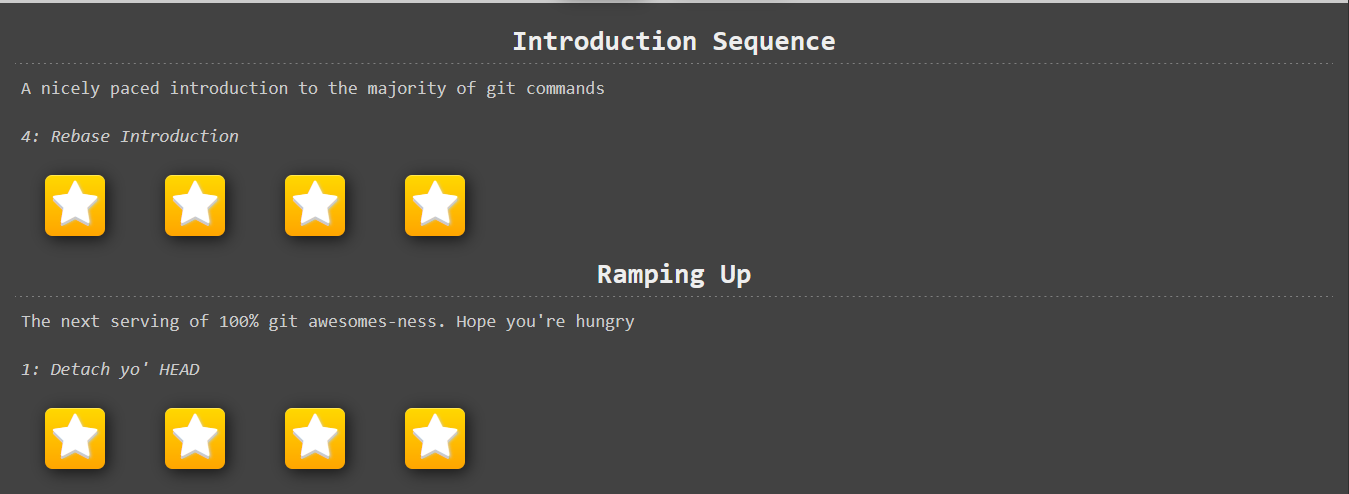 Introduction Sequence
A nicely paced introduction to the majority of git commands
4: Rebase Introduction
Ramping Up
The next serving of 100% git awesomes-ness. Hope you're hungry
1: Detach yo' HEAD